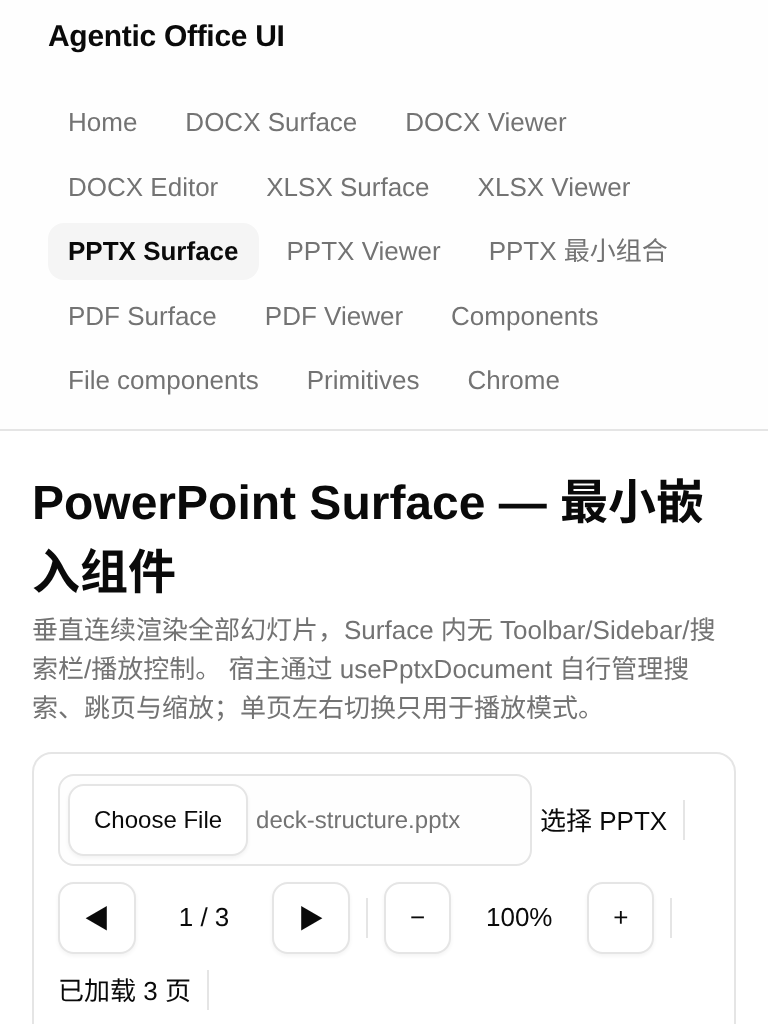 Agentic Office UI
Home DOCX Surface DOCX Viewer
DOCX Editor XLSX Surface XLSX Viewer
PPTX Surface PPTX Viewer PPTX 最小组合
PDF Surface PDF Viewer Components
File components Primitives Chrome
PowerPoint Surface — 最小嵌
入组件
垂直连续渲染全部幻灯片，Surface 内无 Toolbar/Sidebar/搜
索栏/播放控制。 宿主通过 usePptxDocument 自行管理搜
索、跳页与缩放；单页左右切换只用于播放模式。
Choose File deck-structure.pptx 选择 PPTX
◀ 1 / 3 ▶ − 100% +
已加载 3 页